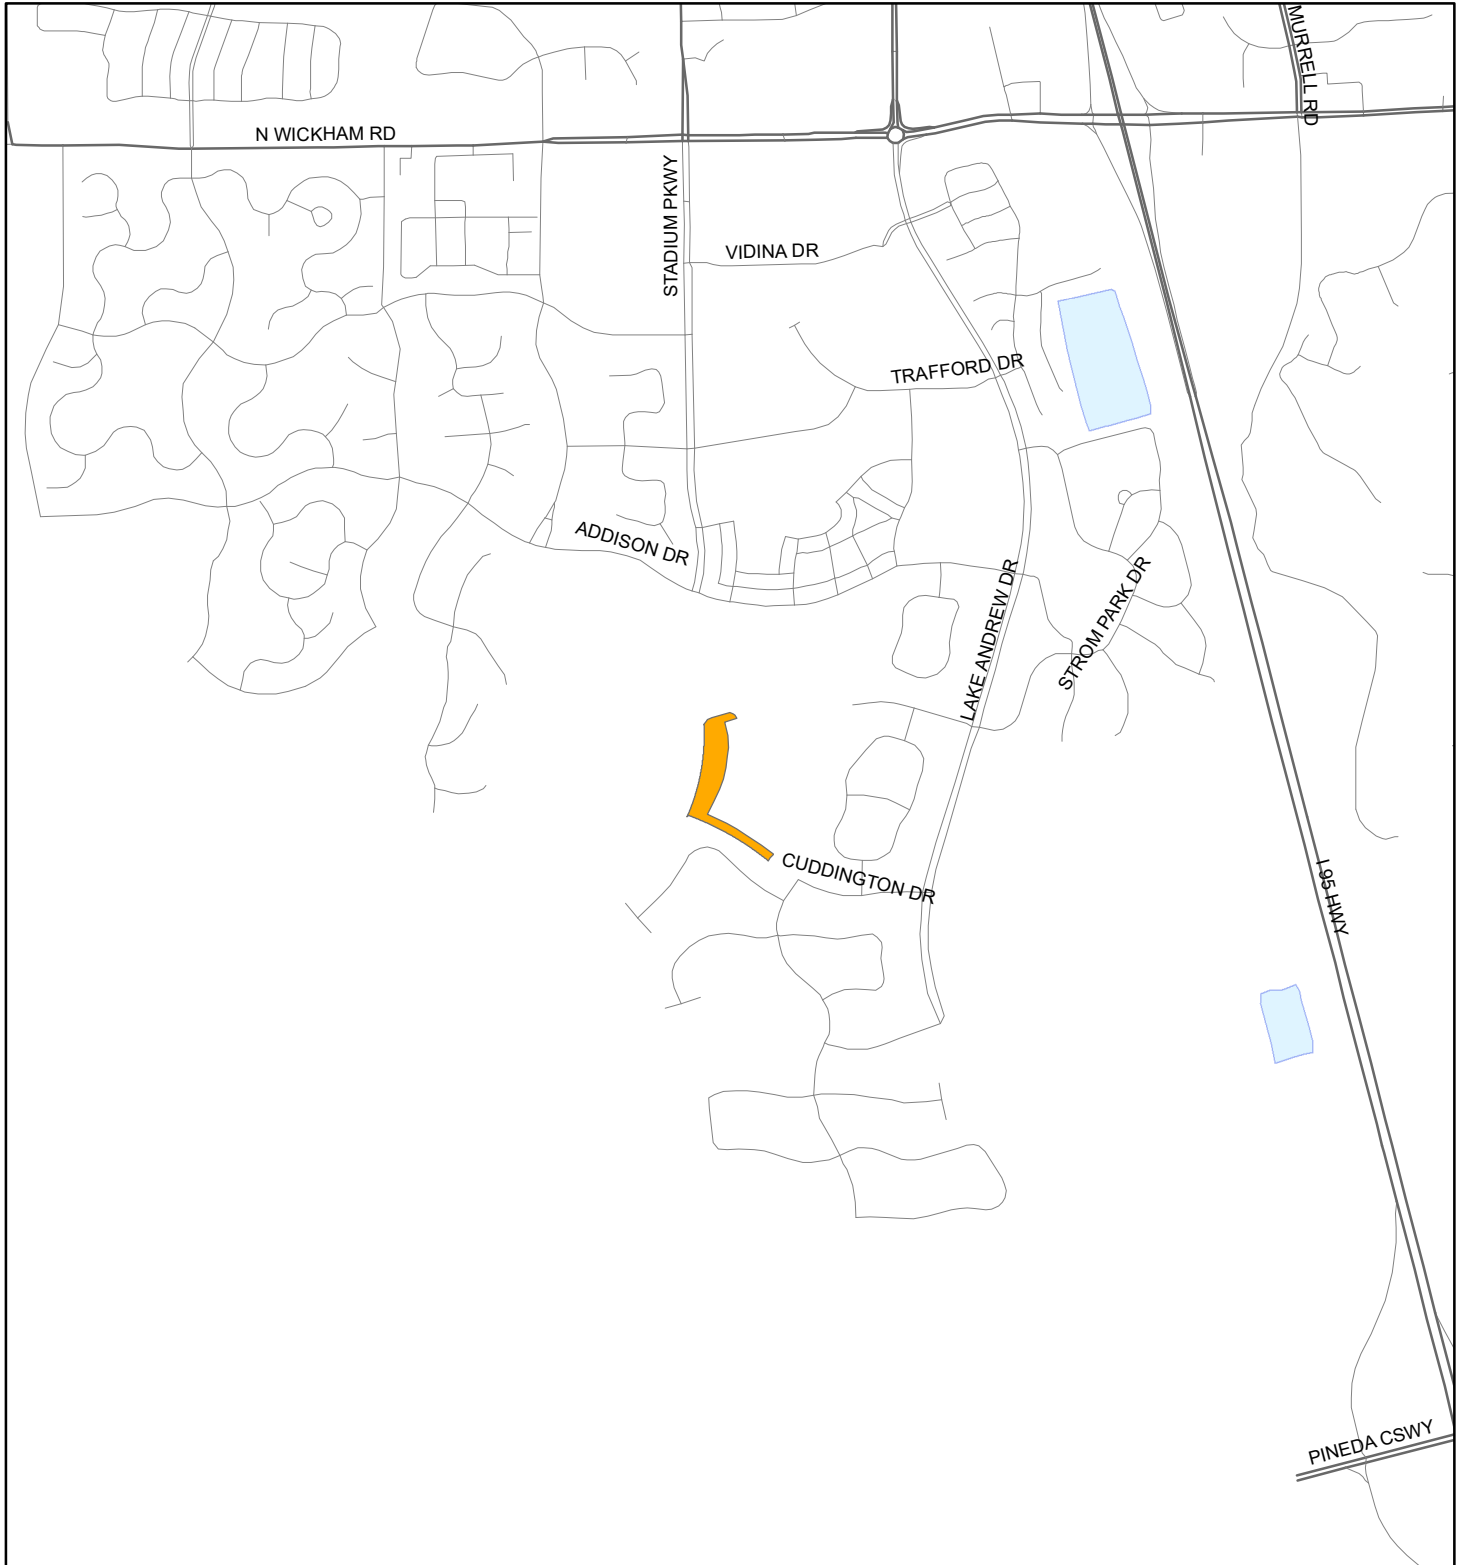 MURRELL RD
N WICKHAM RD
STADIUM PKWY
VIDINA DR
TRAFFORD DR
ADDISON DR
LAKE ANDREW DR
STROM PARK DR
CUDDINGTON DR
I 95 HWY
PINEDA CSWY